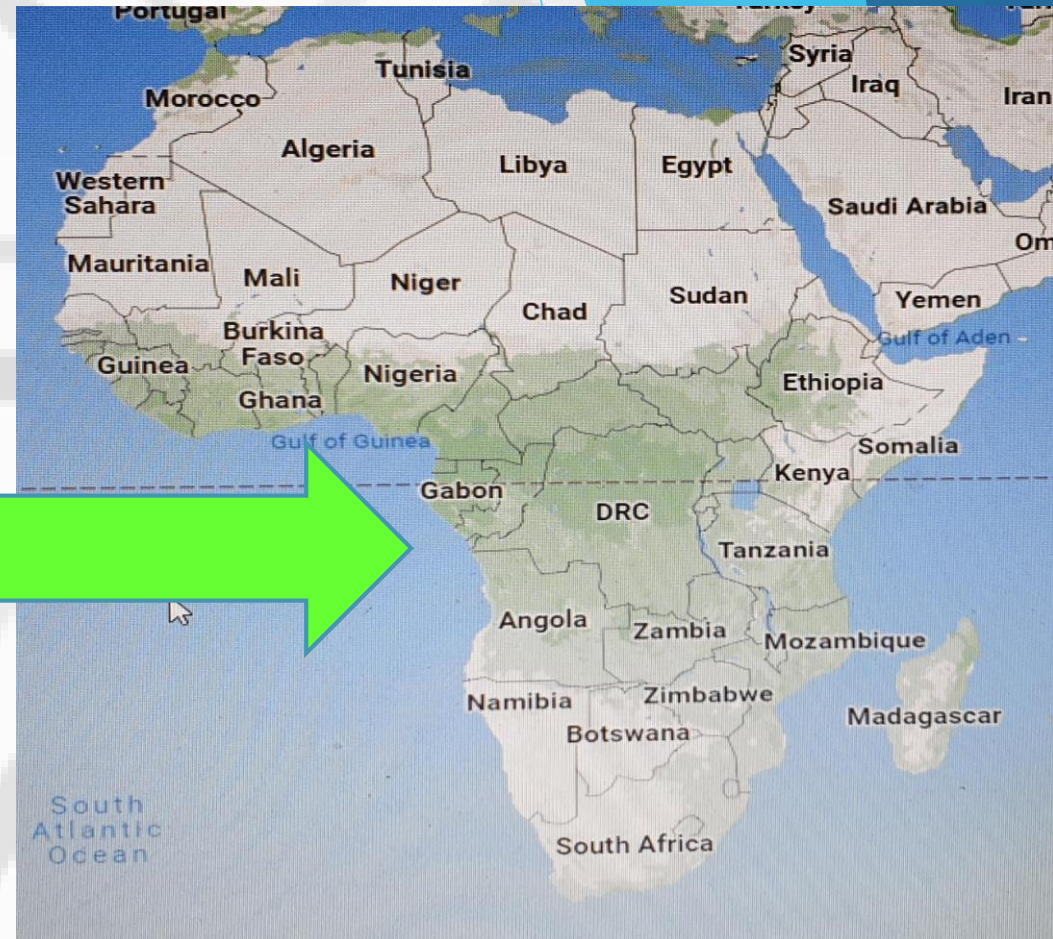 Portugal
Turkey
Syria
Tunisia
Iraq
Iran
Morocco
Algeria
Libya
Egypt
Western
Sahara
Saudi Arabia
Mauritania
Mali
Niger
Chad
Sudan
Yemen
Burkina
Faso
Guinea
Nigeria
Gulf of Aden
Ethiopia
Ghana
Gulf of Guinea
Somalia
Kenya
Gabon
DRC
Tanzania
Angola
Zambia
Mozambique
Namibia
Zimbabwe
Botswana
Madagascar
South
Atlantic
Ocean
South Africa